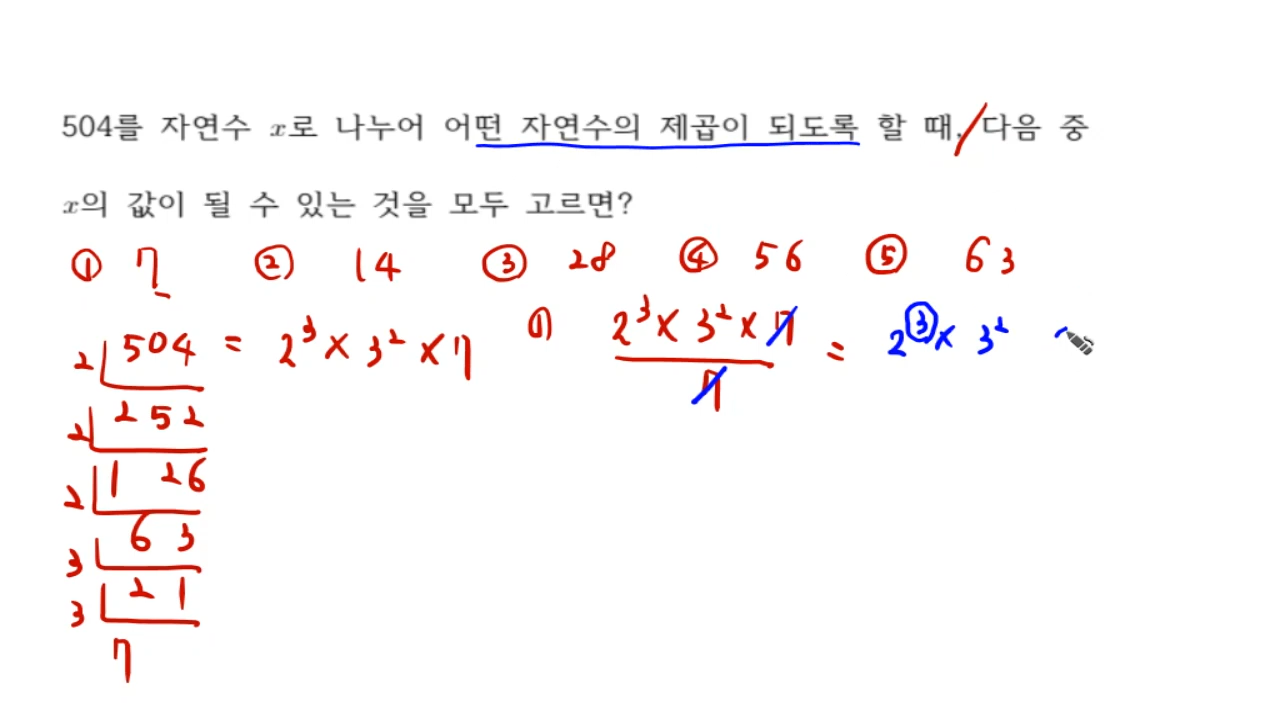 504를 자연수 x로 나누어 어떤 자연수의 제곱이 되도록 할 때, 다음 중
x의 값이 될 수 있는 것을 모두 고르면?
① 7 ② 14 ③ 28 ④ 56 ⑤ 63
2 504 = 2³ × 3² × 7
2 252
2 126
3 63
3 21
7
① 2³ × 3² × 7 / 7 = 2³ × 3²